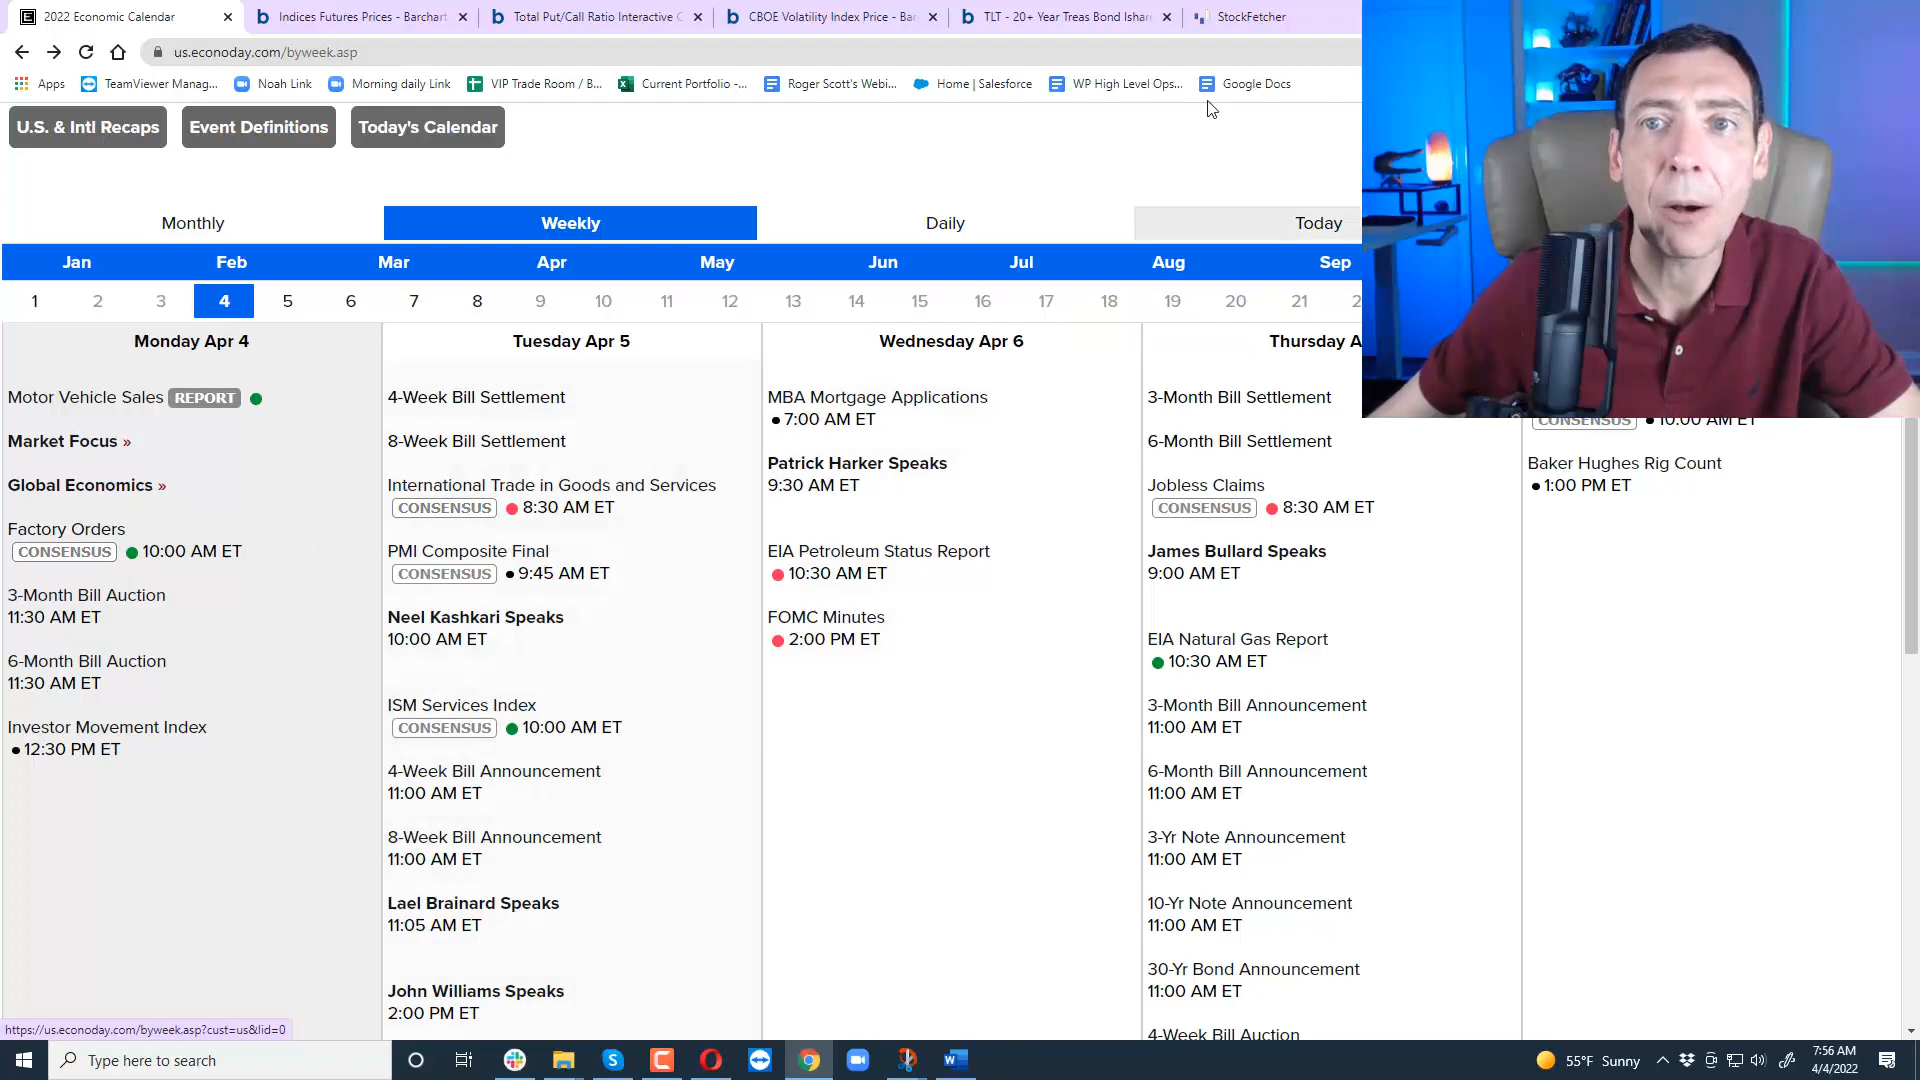 2022 Economic Calendar
Indices Futures Prices - Barchart
Total Put/Call Ratio Interactive C
CBOE Volatility Index Price - Bar
TLT - 20+ Year Treas Bond Ishar
StockFetcher
us.econoday.com/byweek.asp
Apps
TeamViewer Manag...
Noah Link
Morning daily Link
VIP Trade Room / B...
Current Portfolio -...
Roger Scott's Webi...
Home | Salesforce
WP High Level Ops...
Google Docs
U.S. & Intl Recaps
Event Definitions
Today's Calendar
Monthly
Weekly
Daily
Today
Jan Feb Mar Apr May Jun Jul Aug Sep
1 2 3 4 5 6 7 8 9 10 11 12 13 14 15 16 17 18 19 20 21 2
Monday Apr 4
Motor Vehicle Sales REPORT
Market Focus »
Global Economics »
Factory Orders
CONSENSUS 10:00 AM ET
3-Month Bill Auction
11:30 AM ET
6-Month Bill Auction
11:30 AM ET
Investor Movement Index
12:30 PM ET
Tuesday Apr 5
4-Week Bill Settlement
8-Week Bill Settlement
International Trade in Goods and Services
CONSENSUS 8:30 AM ET
PMI Composite Final
CONSENSUS 9:45 AM ET
Neel Kashkari Speaks
10:00 AM ET
ISM Services Index
CONSENSUS 10:00 AM ET
4-Week Bill Announcement
11:00 AM ET
8-Week Bill Announcement
11:00 AM ET
Lael Brainard Speaks
11:05 AM ET
John Williams Speaks
2:00 PM ET
Wednesday Apr 6
MBA Mortgage Applications
7:00 AM ET
Patrick Harker Speaks
9:30 AM ET
EIA Petroleum Status Report
10:30 AM ET
FOMC Minutes
2:00 PM ET
Thursday A
3-Month Bill Settlement
6-Month Bill Settlement
Jobless Claims
CONSENSUS 8:30 AM ET
James Bullard Speaks
9:00 AM ET
EIA Natural Gas Report
10:30 AM ET
3-Month Bill Announcement
11:00 AM ET
6-Month Bill Announcement
11:00 AM ET
3-Yr Note Announcement
11:00 AM ET
10-Yr Note Announcement
11:00 AM ET
30-Yr Bond Announcement
11:00 AM ET
4-Week Bill Auction
CONSENSUS 10:00 AM ET
Baker Hughes Rig Count
1:00 PM ET
https://us.econoday.com/byweek.asp?cust=us&lid=0
Type here to search
55°F Sunny
7:56 AM
4/4/2022